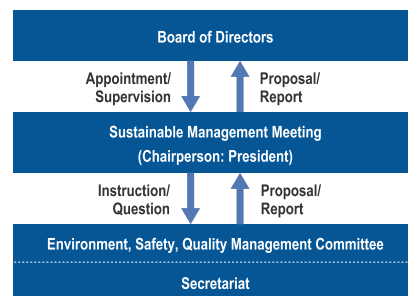 Board of Directors
Appointment/
Supervision
Proposal/
Report
Sustainable Management Meeting
(Chairperson: President)
Instruction/
Question
Proposal/
Report
Environment, Safety, Quality Management Committee
Secretariat